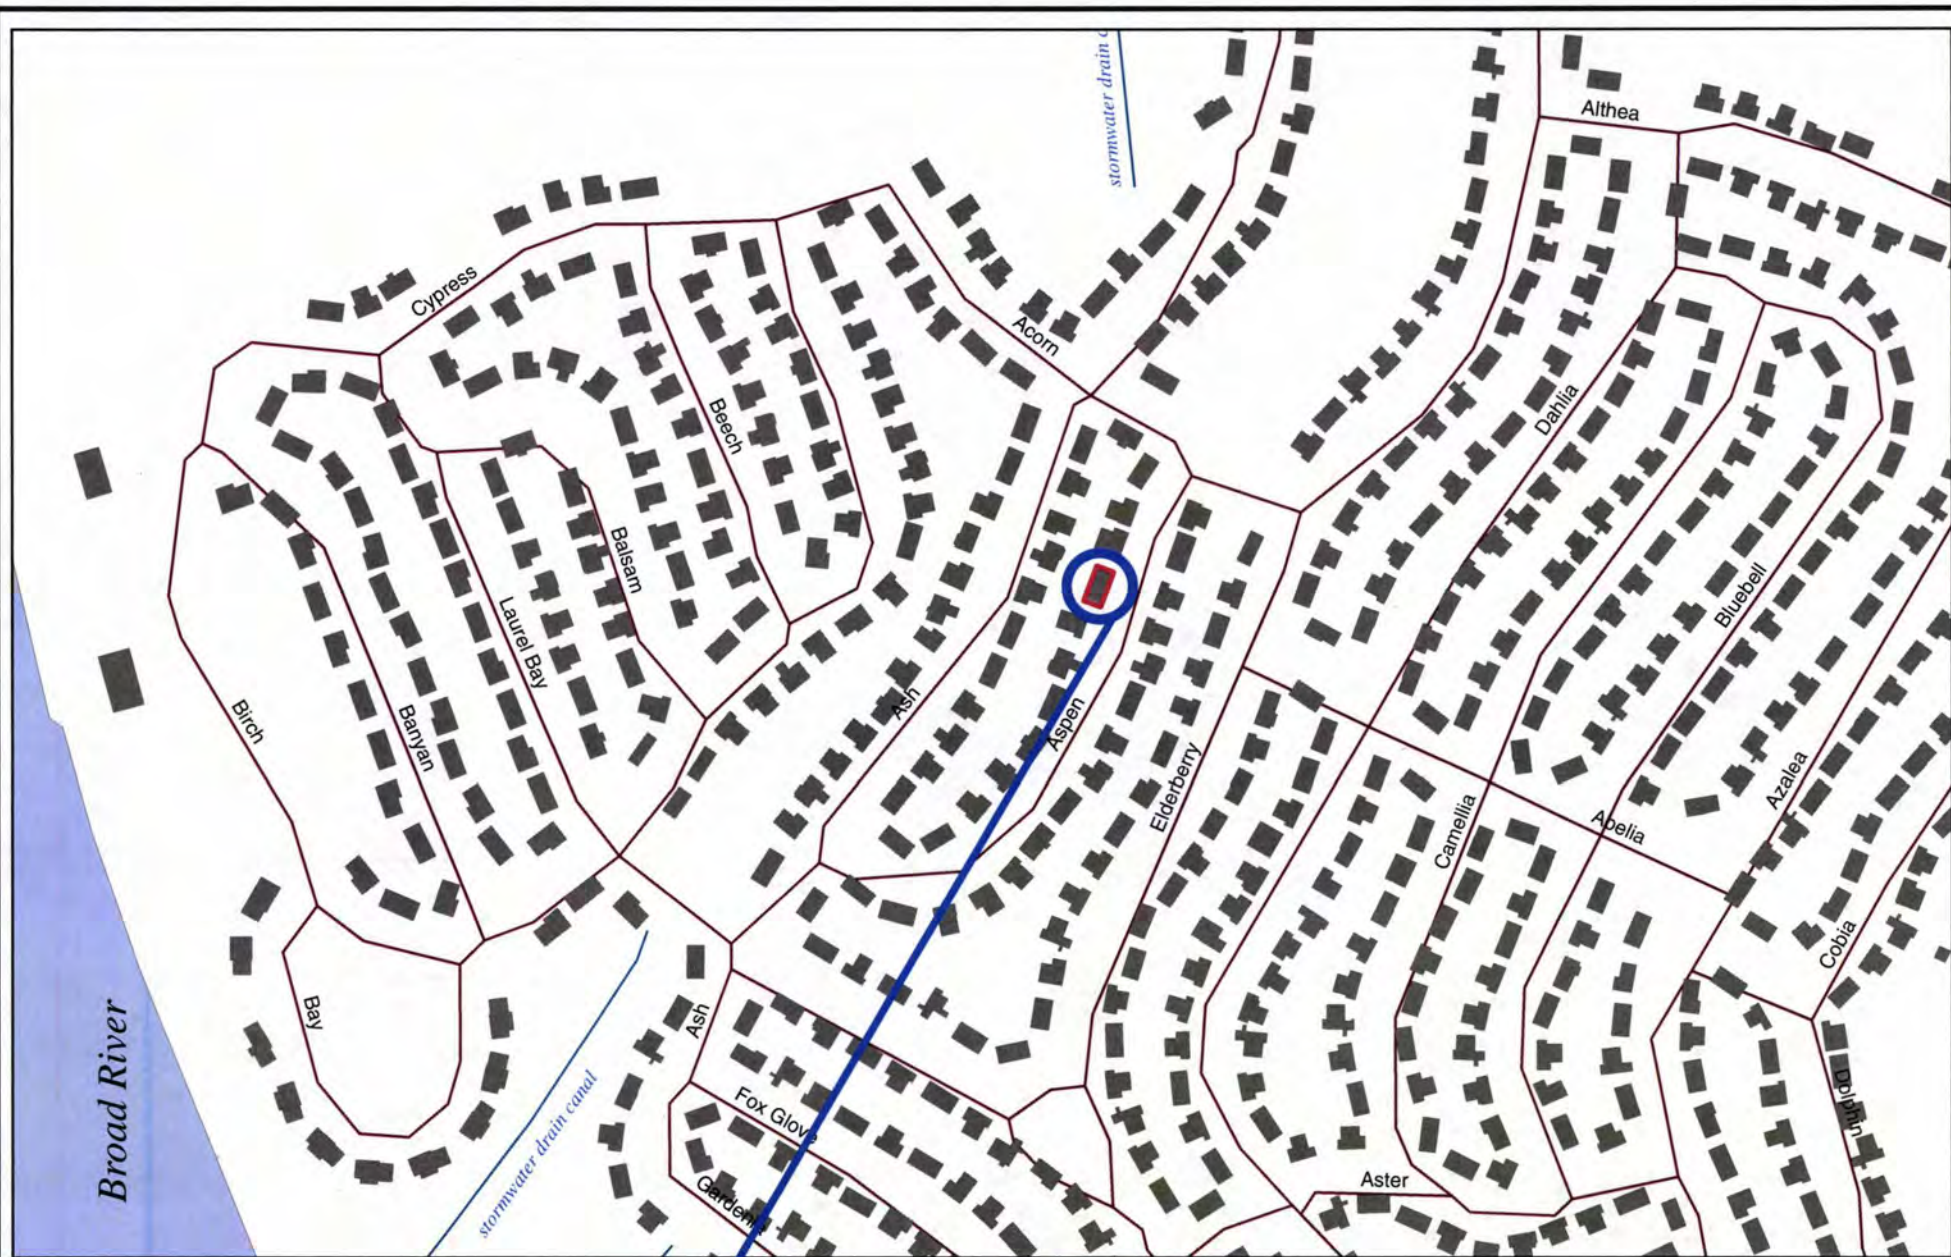 stormwater drain c
Althea
Cypress
Acorn
Beech
Dahlia
Balsam
Laurel Bay
Bluebell
Birch
Banyan
Ash
Aspen
Elderberry
Azalea
Camellia
Abelia
Cobia
Bay
Ash
Broad River
stormwater drain canal
Fox Glove
Gardenia
Aster
Dolphin